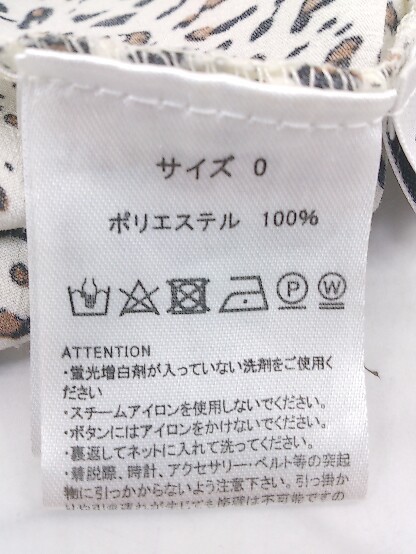 サイズ 0
ポリエステル 100%
P W
ATTENTION
・蛍光増白剤が入っていない洗剤をご使用く
ださい
・スチームアイロンを使用しないでください。
・ボタンにはアイロンをかけないでください。
・裏返してネットに入れて洗ってください。
・着脱際、時計、アクセサリー・ベルト等の突起
物に引っかからないよう注意下さい。引っ掛か